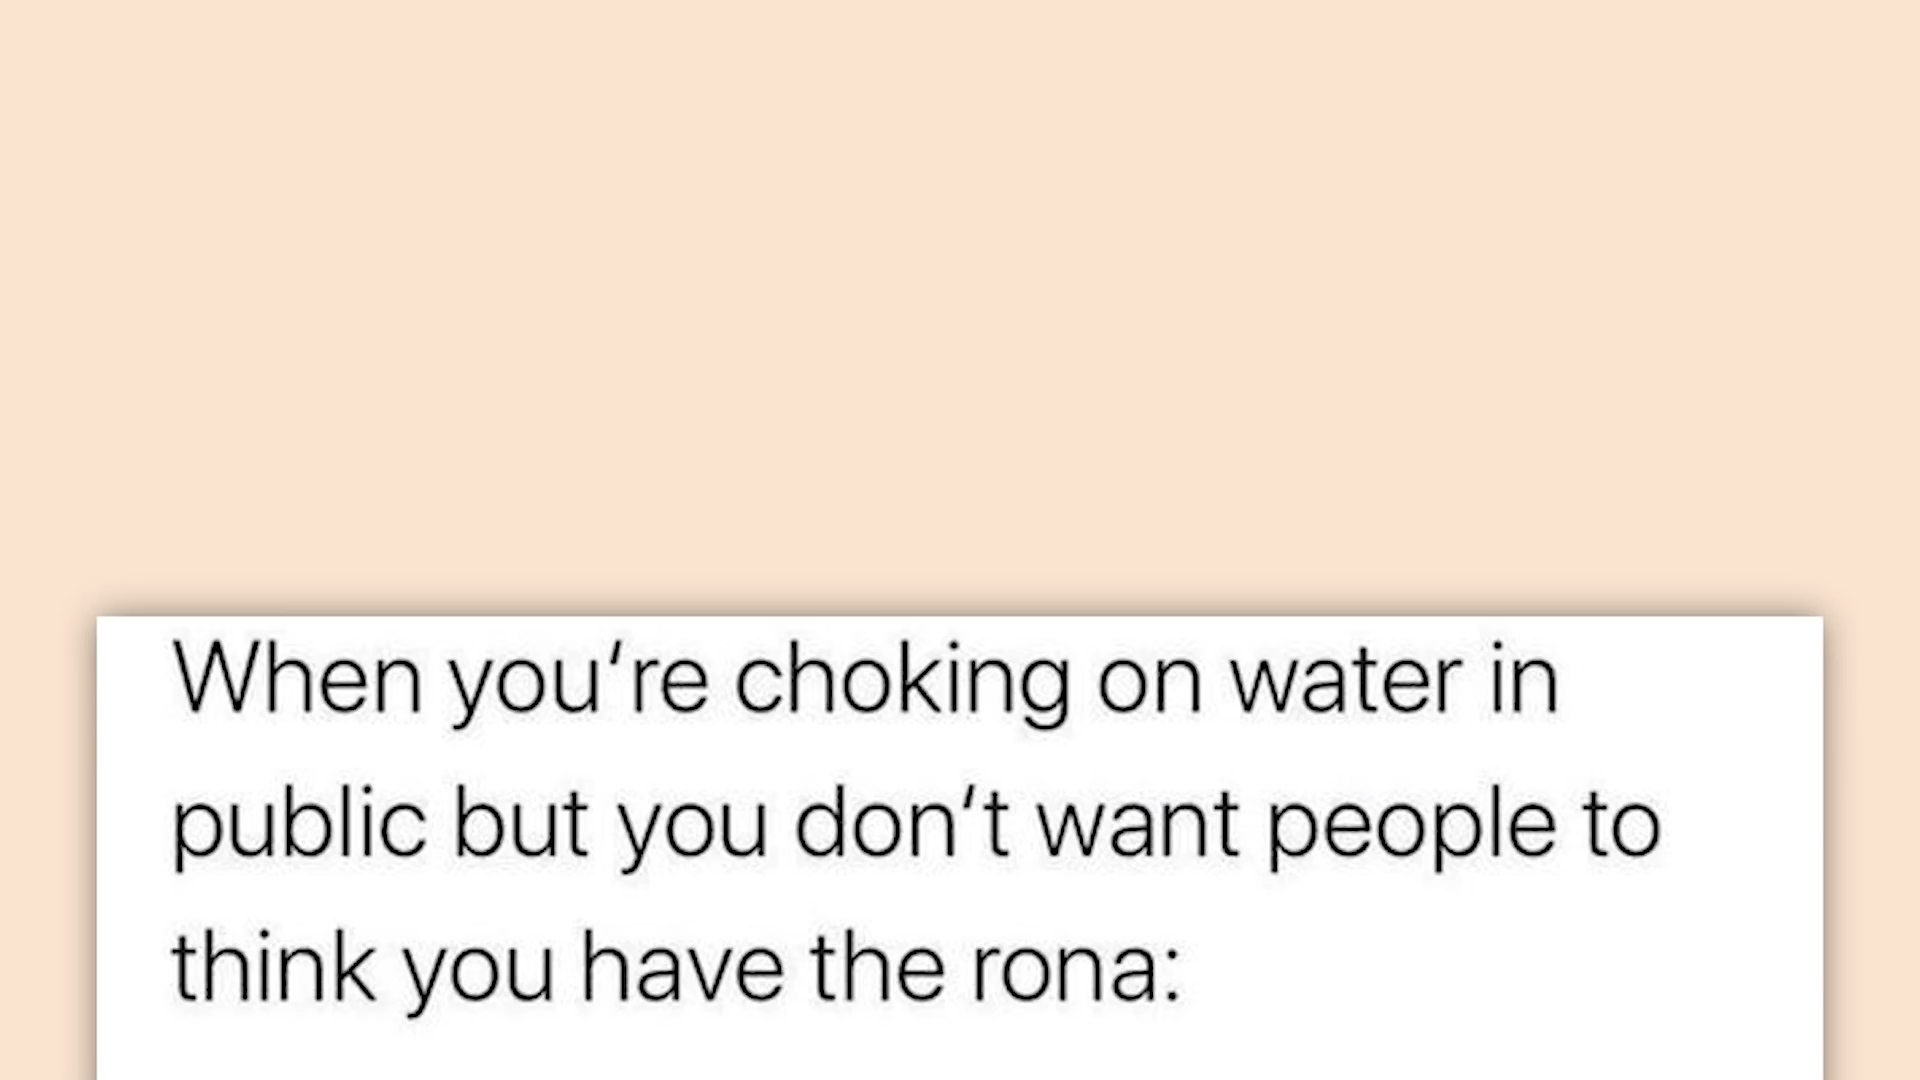 When you're choking on water in
public but you don't want people to
think you have the rona: